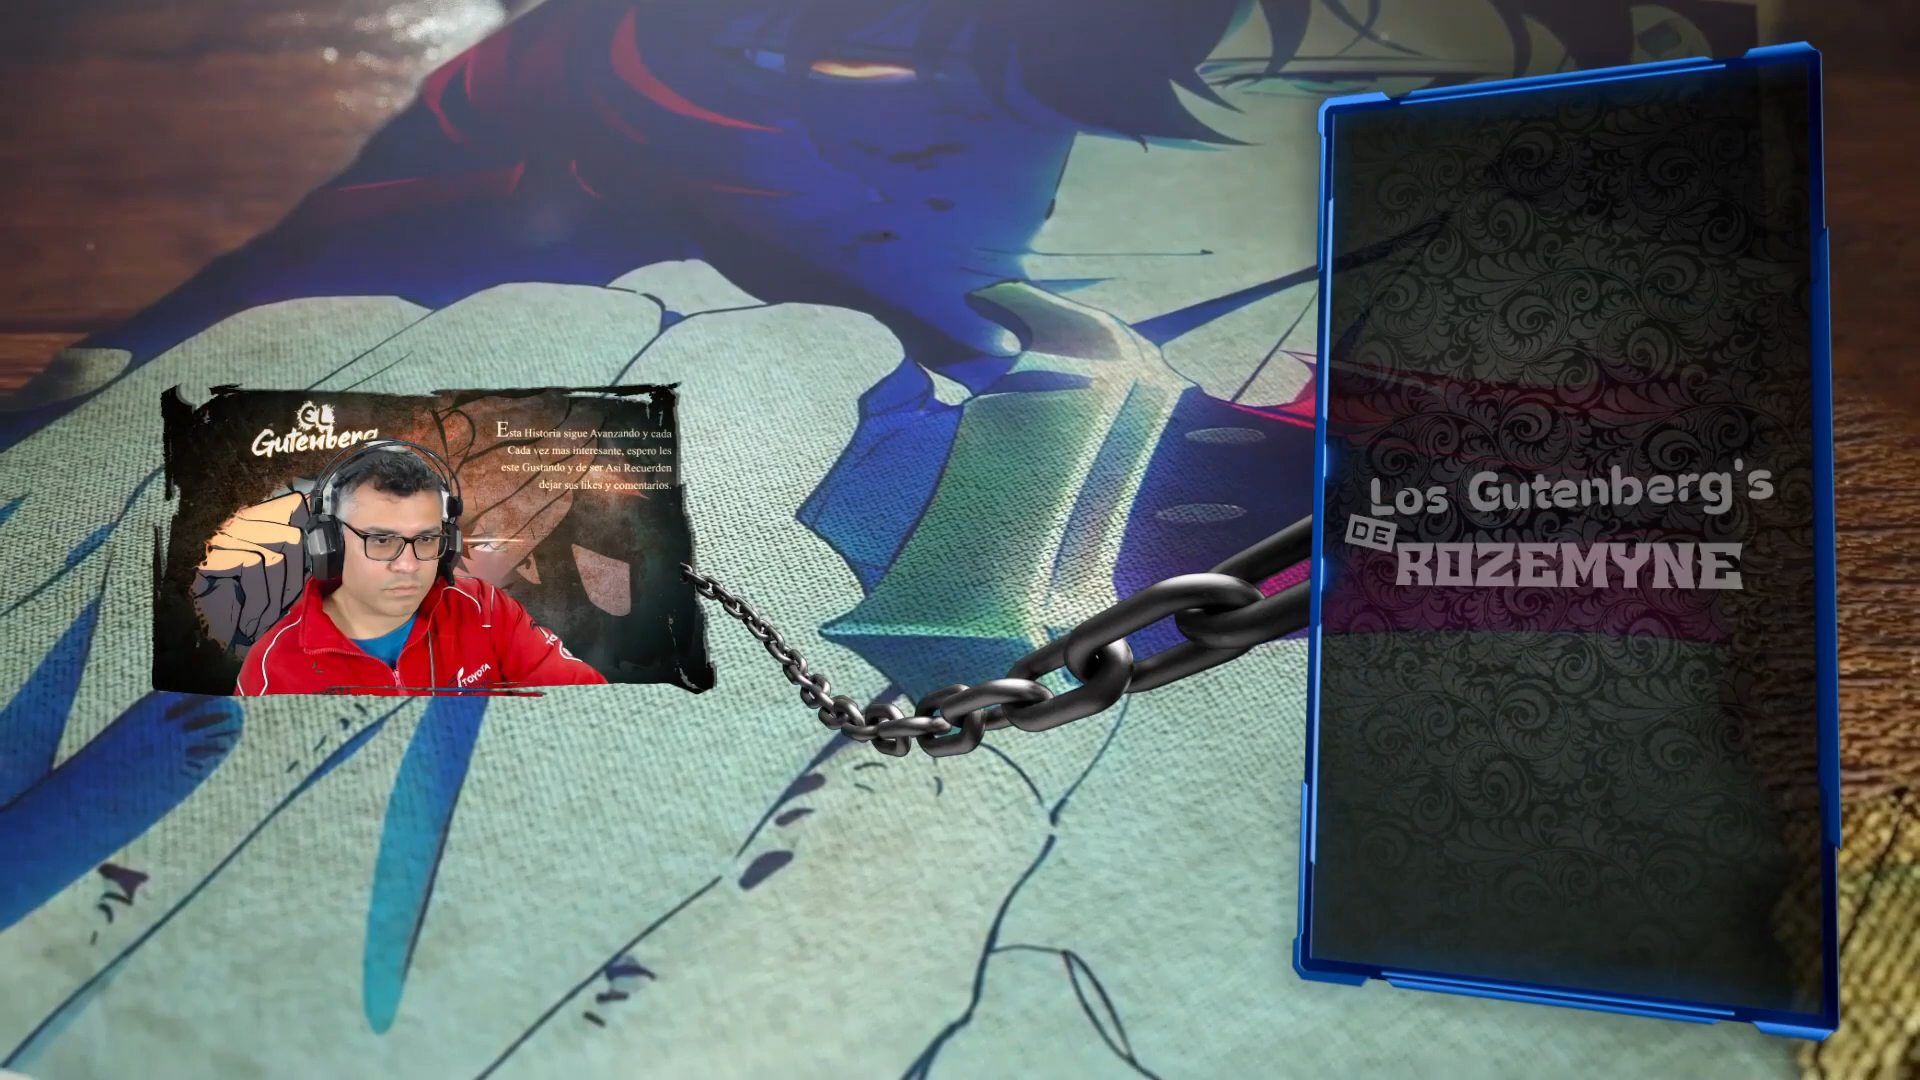 EL
Gutenberg
Esta Historia sigue Avanzando y cada
Cada vez mas interesante, espero les
este Gustando y de ser Asi Recuerden
dejar sus likes y comentarios.
TOYOTA
Los Gutenberg's
DE
ROZEMYNE